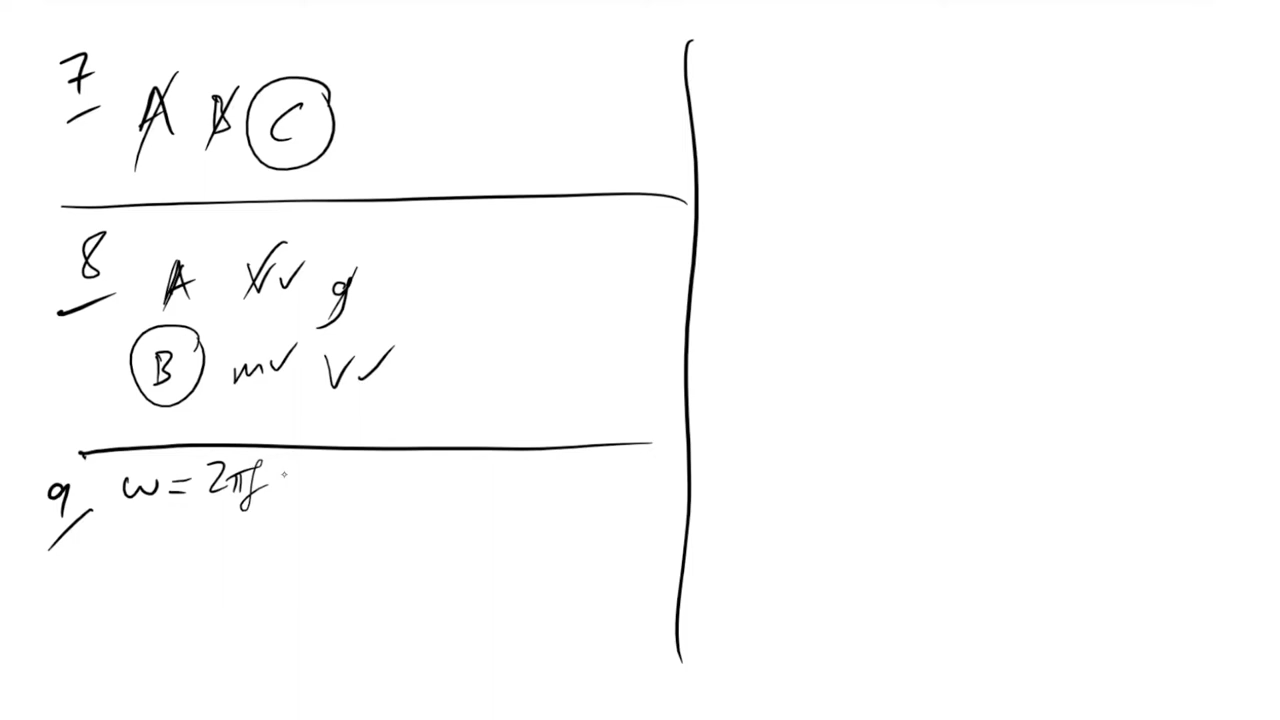 7
A B C
8
A V✓ g
B m✓ V✓
9 ω = 2πf